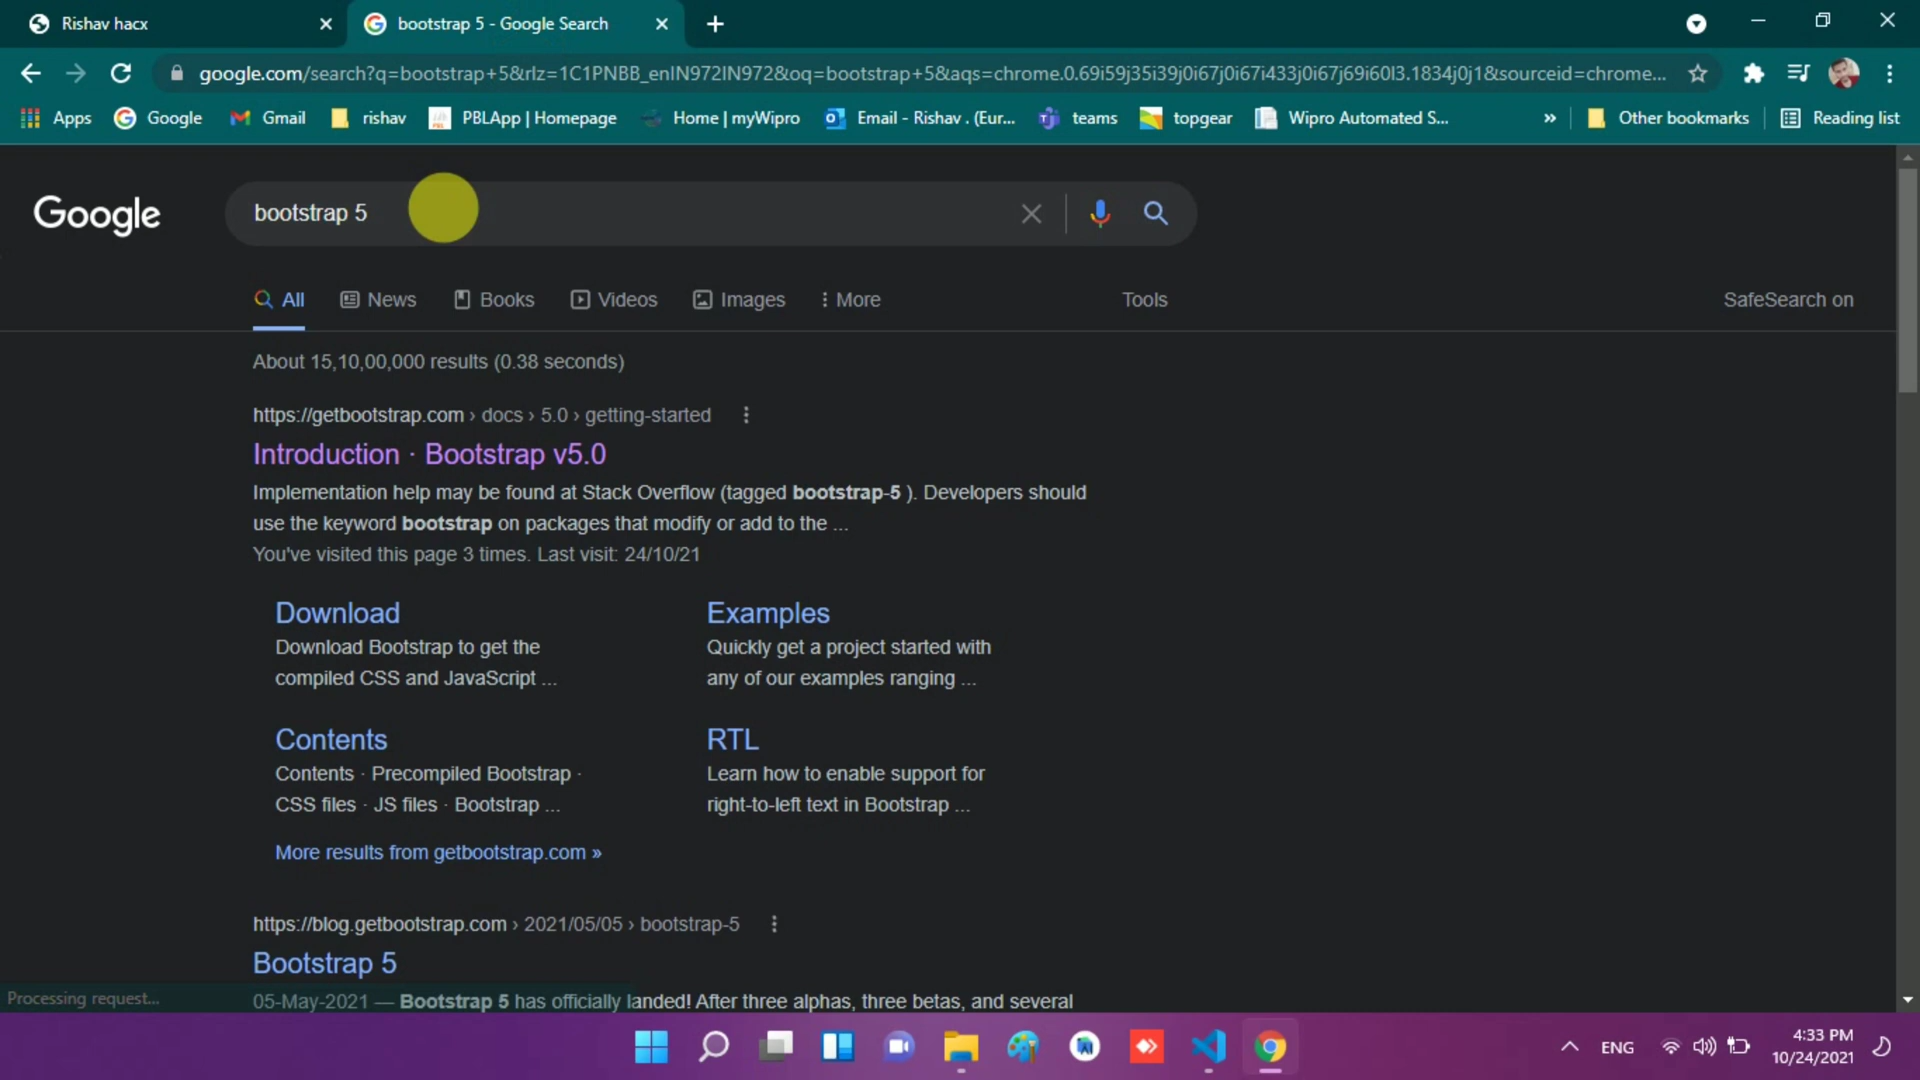 Rishav hacx
bootstrap 5 - Google Search
google.com/search?q=bootstrap+5&rlz=1C1PNBB_enIN972IN972&oq=bootstrap+5&aqs=chrome.0.69i59j35i39j0i67j0i67i433j0i67j69i60l3.1834j0j1&sourceid=chrome...
Apps Google Gmail rishav PBLApp | Homepage Home | myWipro Email - Rishav . (Eur... teams topgear Wipro Automated S... » Other bookmarks Reading list
Google
bootstrap 5
All News Books Videos Images More Tools SafeSearch on
About 15,10,00,000 results (0.38 seconds)
https://getbootstrap.com › docs › 5.0 › getting-started
Introduction · Bootstrap v5.0
Implementation help may be found at Stack Overflow (tagged bootstrap-5 ). Developers should
use the keyword bootstrap on packages that modify or add to the ...
You've visited this page 3 times. Last visit: 24/10/21
Download
Download Bootstrap to get the
compiled CSS and JavaScript ...
Examples
Quickly get a project started with
any of our examples ranging ...
Contents
Contents · Precompiled Bootstrap ·
CSS files · JS files · Bootstrap ...
RTL
Learn how to enable support for
right-to-left text in Bootstrap ...
More results from getbootstrap.com »
https://blog.getbootstrap.com › 2021/05/05 › bootstrap-5
Bootstrap 5
05-May-2021 — Bootstrap 5 has officially landed! After three alphas, three betas, and several
Processing request...
ENG
4:33 PM
10/24/2021